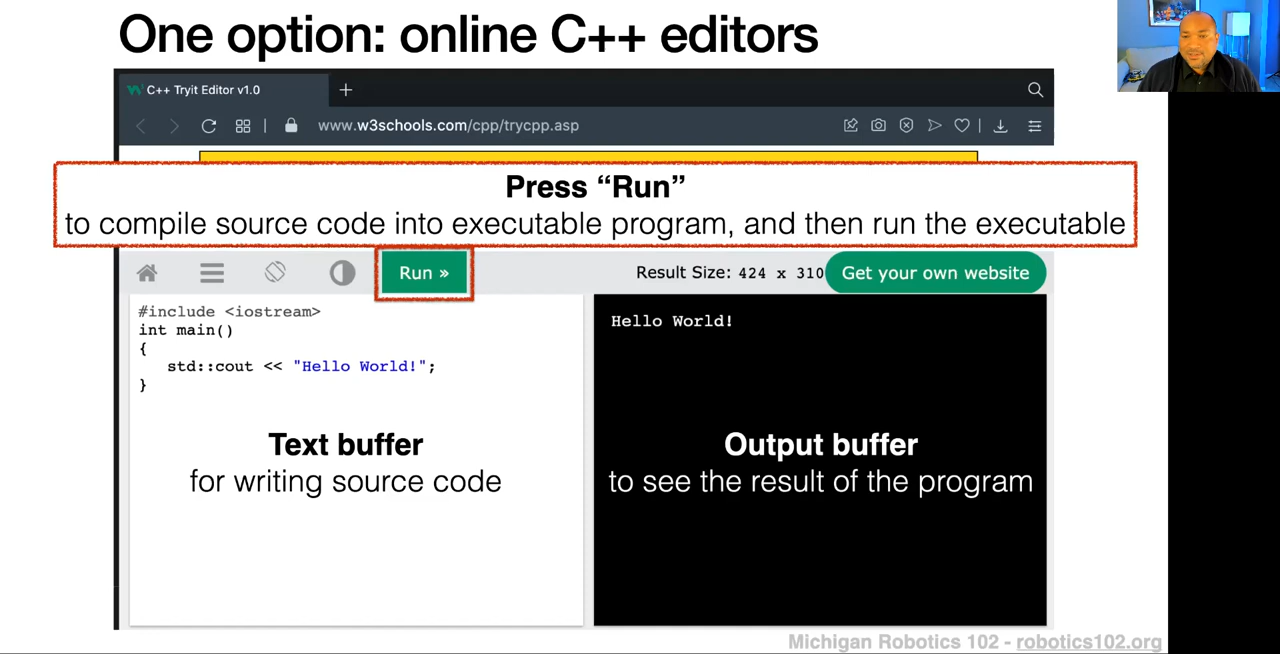 One option: online C++ editors
C++ Tryit Editor v1.0
www.w3schools.com/cpp/trycpp.asp
Press “Run”
to compile source code into executable program, and then run the executable
Run »
Result Size: 424 x 310
Get your own website
#include <iostream>
int main()
{
   std::cout << "Hello World!";
}
Hello World!
Text buffer
for writing source code
Output buffer
to see the result of the program
Michigan Robotics 102 - robotics102.org